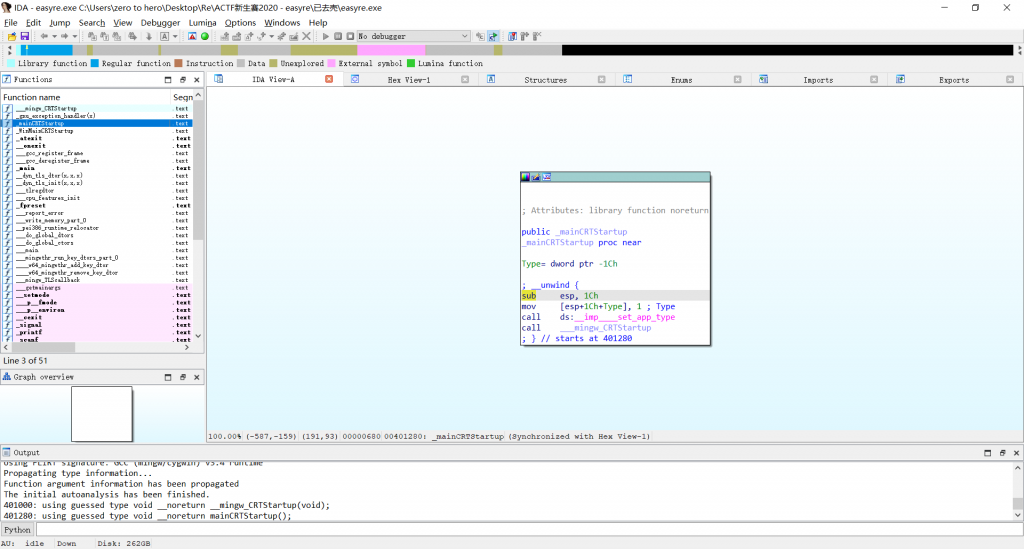 IDA - easyre.exe C:\Users\zero to hero\Desktop\Re\ACTF新生赛2020 - easyre\已去壳\easyre.exe
File Edit Jump Search View Debugger Lumina Options Windows Help
No debugger
Library function Regular function Instruction Data Unexplored External symbol Lumina function
Functions
IDA View-A Hex View-1 Structures Enums Imports Exports
Function name Segn
___mingw_CRTStartup .text
_gnu_exception_handler(x) .text
_mainCRTStartup .text
_WinMainCRTStartup .text
_atexit .text
__onexit .text
___gcc_register_frame .text
___gcc_deregister_frame .text
_main .text
__dyn_tls_dtor(x,x,x) .text
__dyn_tls_init(x,x,x) .text
___tlregdtor .text
___cpu_features_init .text
_fpreset .text
___report_error .text
___write_memory_part_0 .text
__pei386_runtime_relocator .text
___do_global_dtors .text
___do_global_ctors .text
___main .text
___mingwthr_run_key_dtors_part_0 .text
____w64_mingwthr_add_key_dtor .text
____w64_mingwthr_remove_key_dtor .text
___mingw_TLScallback .text
___getmainargs .text
__setmode .text
___p__fmode .text
___p__environ .text
__cexit .text
_signal .text
_printf .text
_scanf .text
Line 3 of 51
Graph overview
; Attributes: library function noreturn
public _mainCRTStartup
_mainCRTStartup proc near
Type= dword ptr -1Ch
; __unwind {
sub esp, 1Ch
mov [esp+1Ch+Type], 1 ; Type
call ds:__imp____set_app_type
call ___mingw_CRTStartup
; } // starts at 401280
100.00% (-587,-159) (191,93) 00000680 00401280: _mainCRTStartup (Synchronized with Hex View-1)
Output
Using FLIRT signature: GCC (mingw/cygwin) v3.4 runtime
Propagating type information...
Function argument information has been propagated
The initial autoanalysis has been finished.
401000: using guessed type void __noreturn __mingw_CRTStartup(void);
401280: using guessed type void __noreturn mainCRTStartup();
Python
AU: idle Down Disk: 262GB